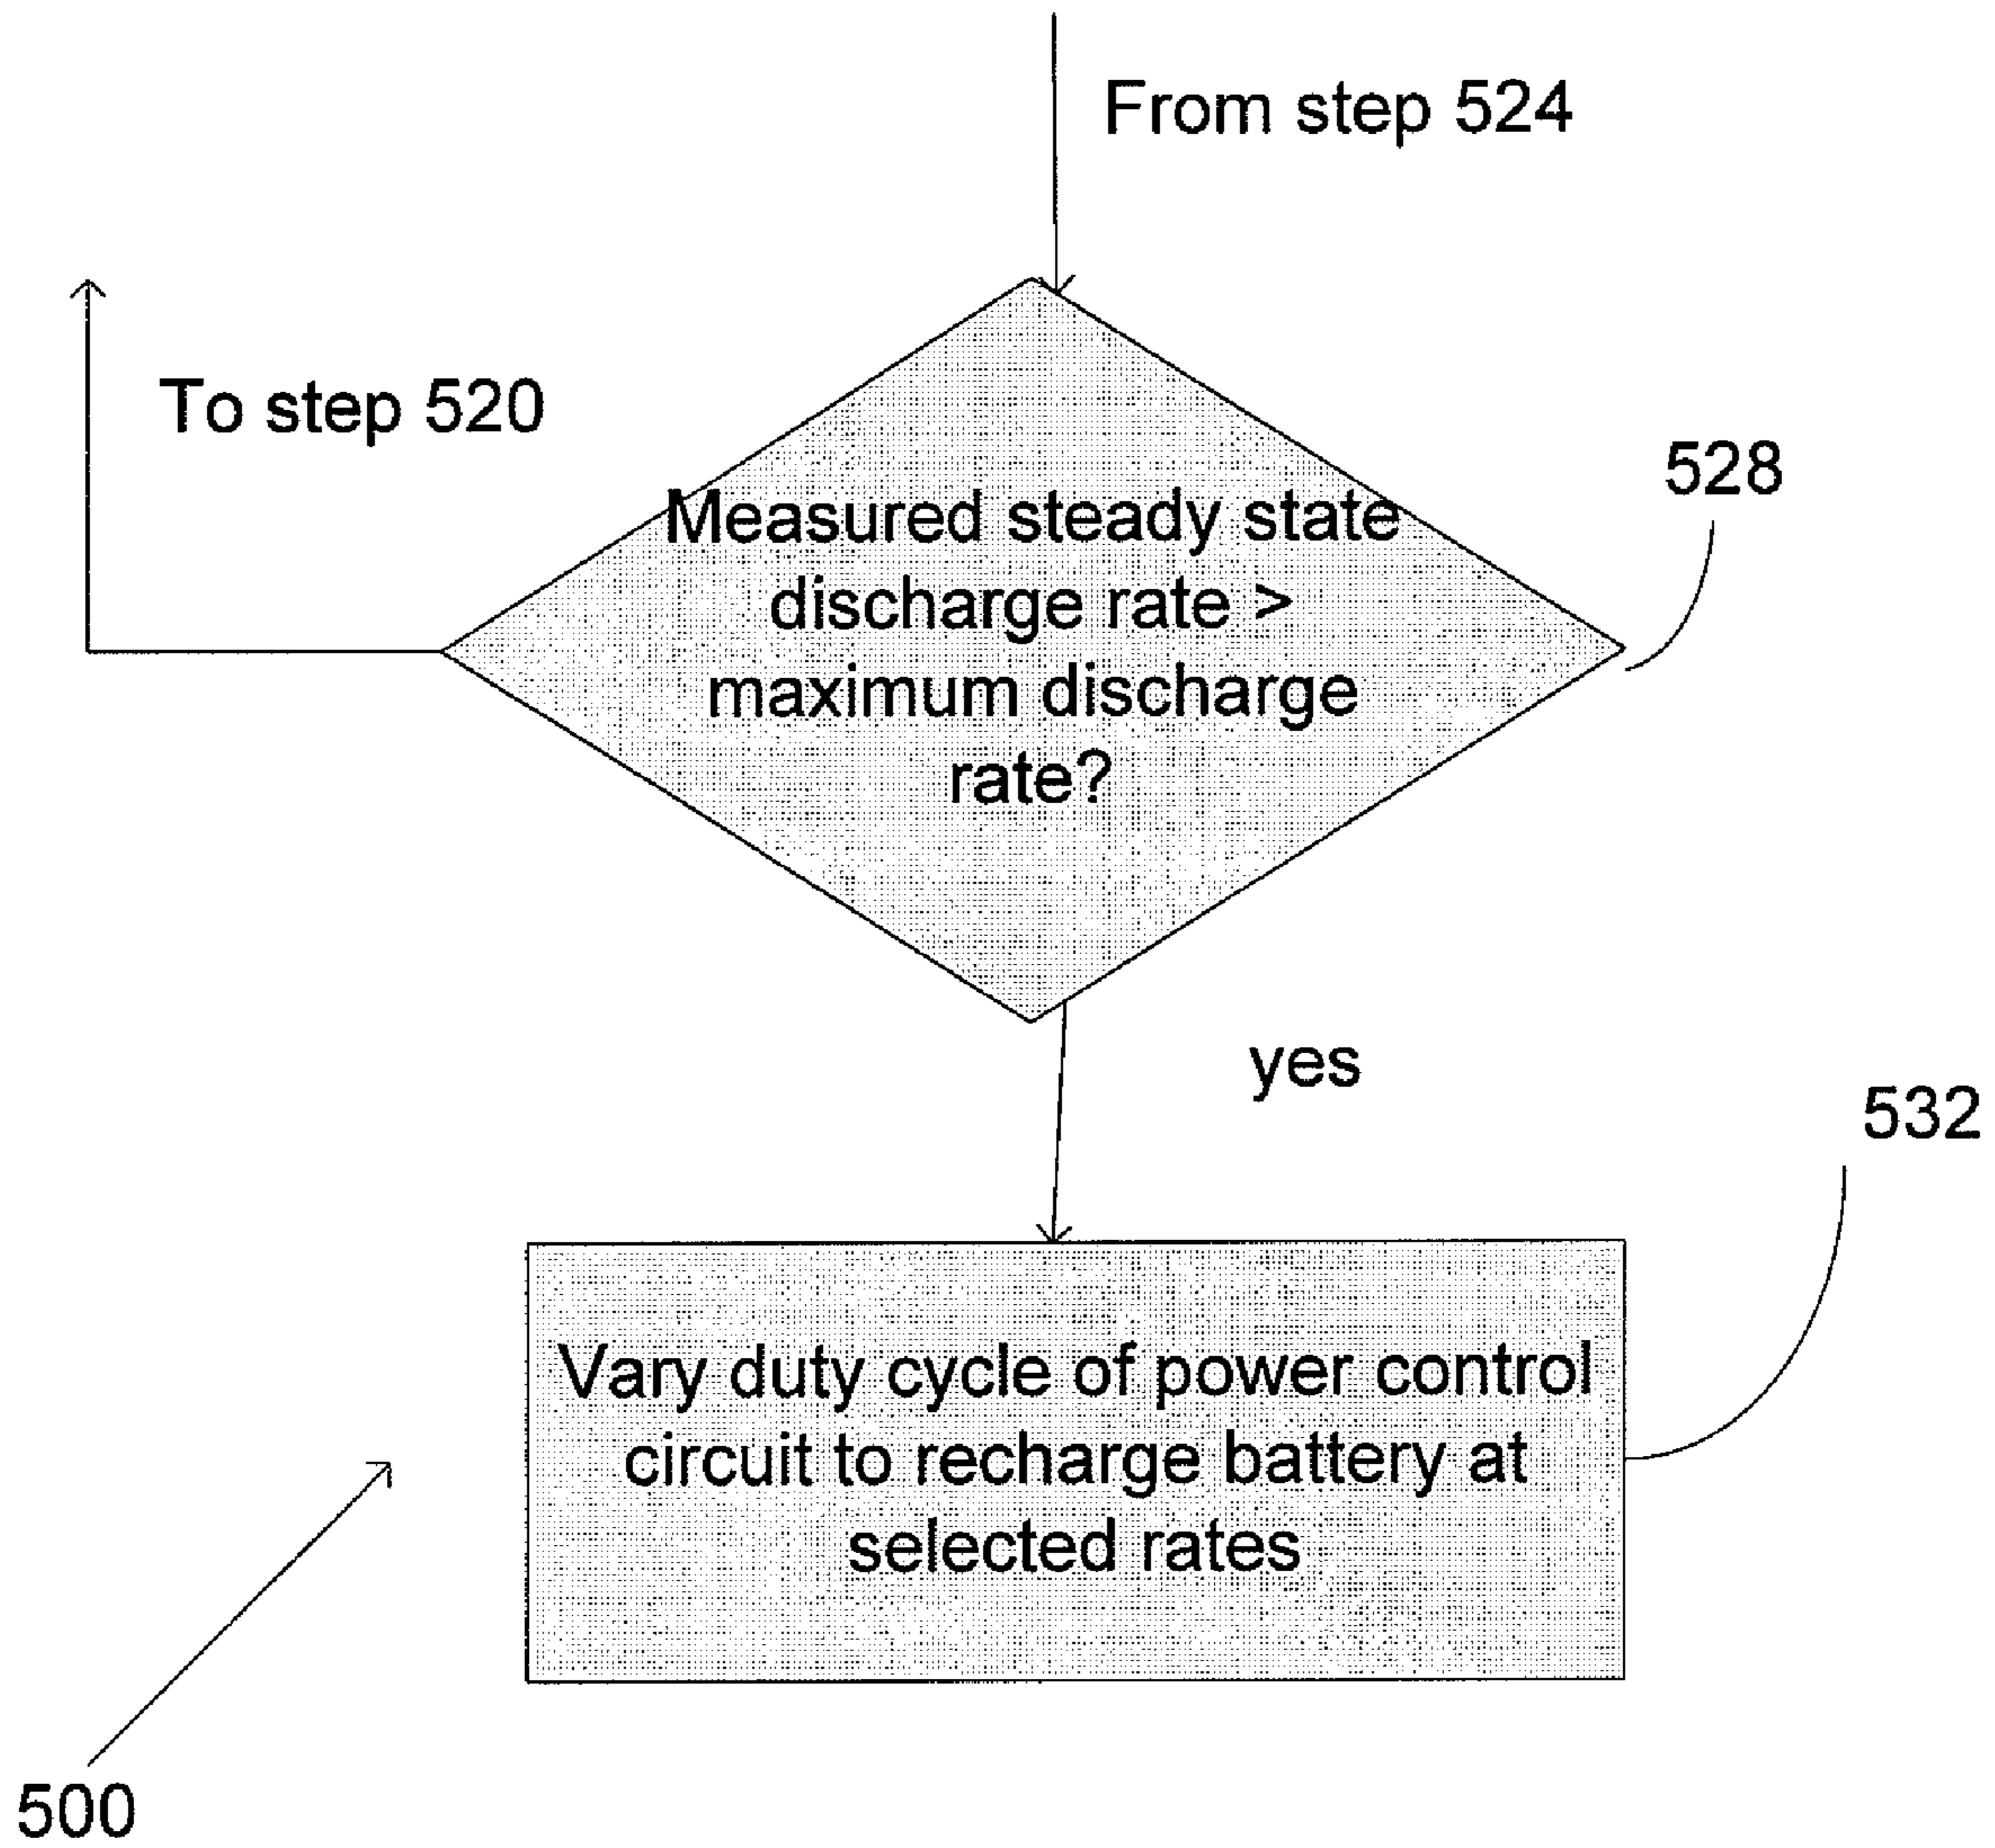 From step 524
To step 520
528
Measured steady state
discharge rate >
maximum discharge
rate?
yes
532
Vary duty cycle of power control
circuit to recharge battery at
selected rates
500